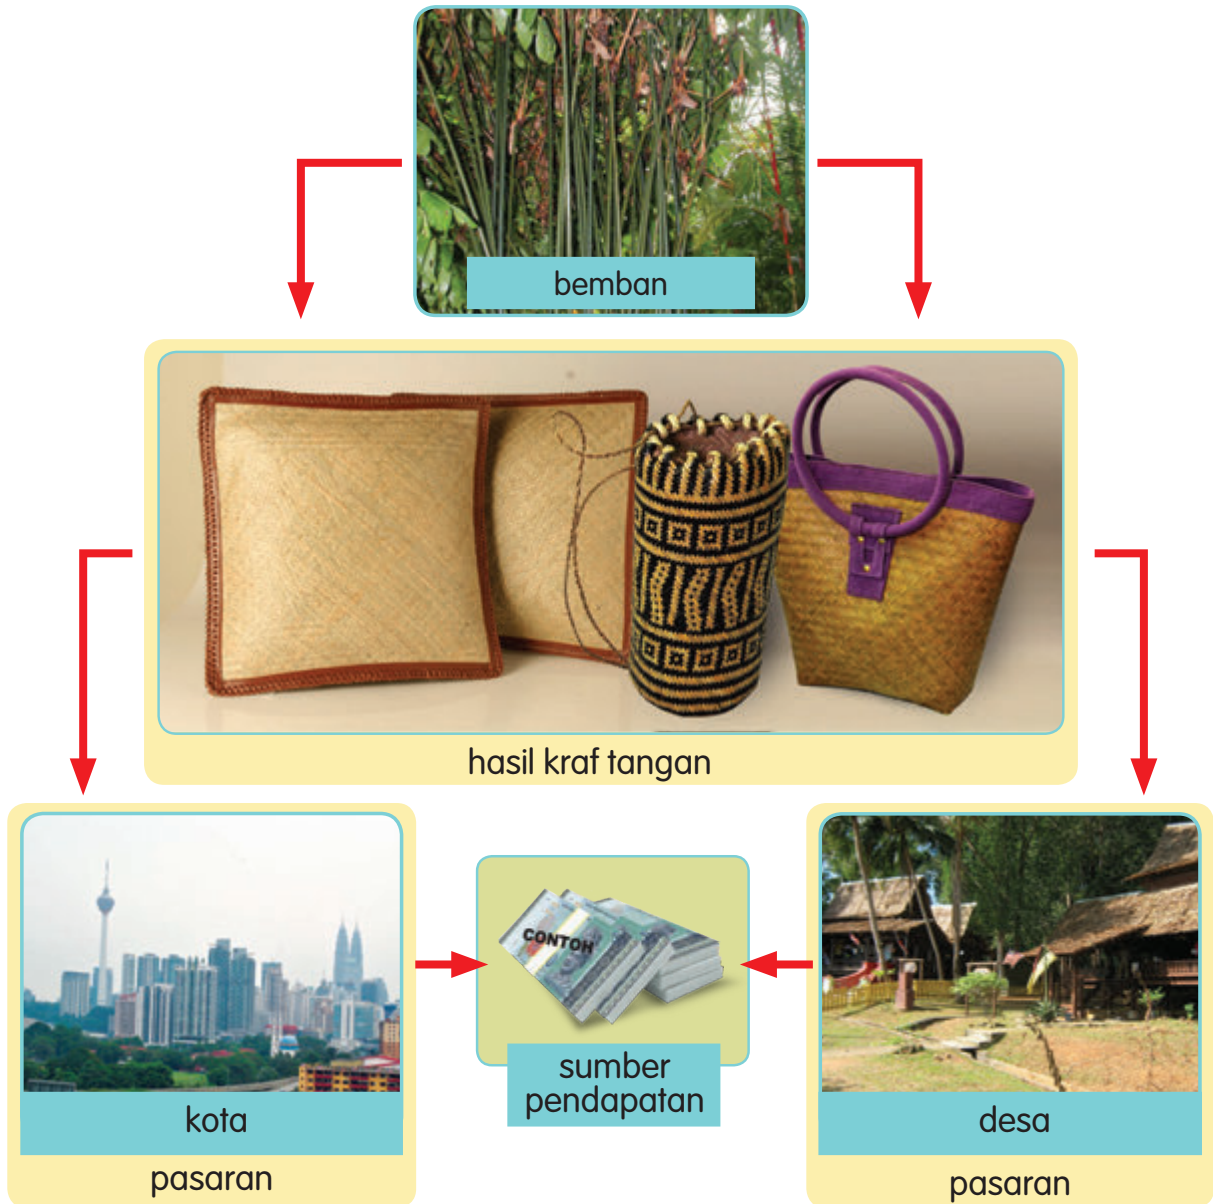 bemban
hasil kraf tangan
CONTOH
sumber
pendapatan
kota
pasaran
desa
pasaran